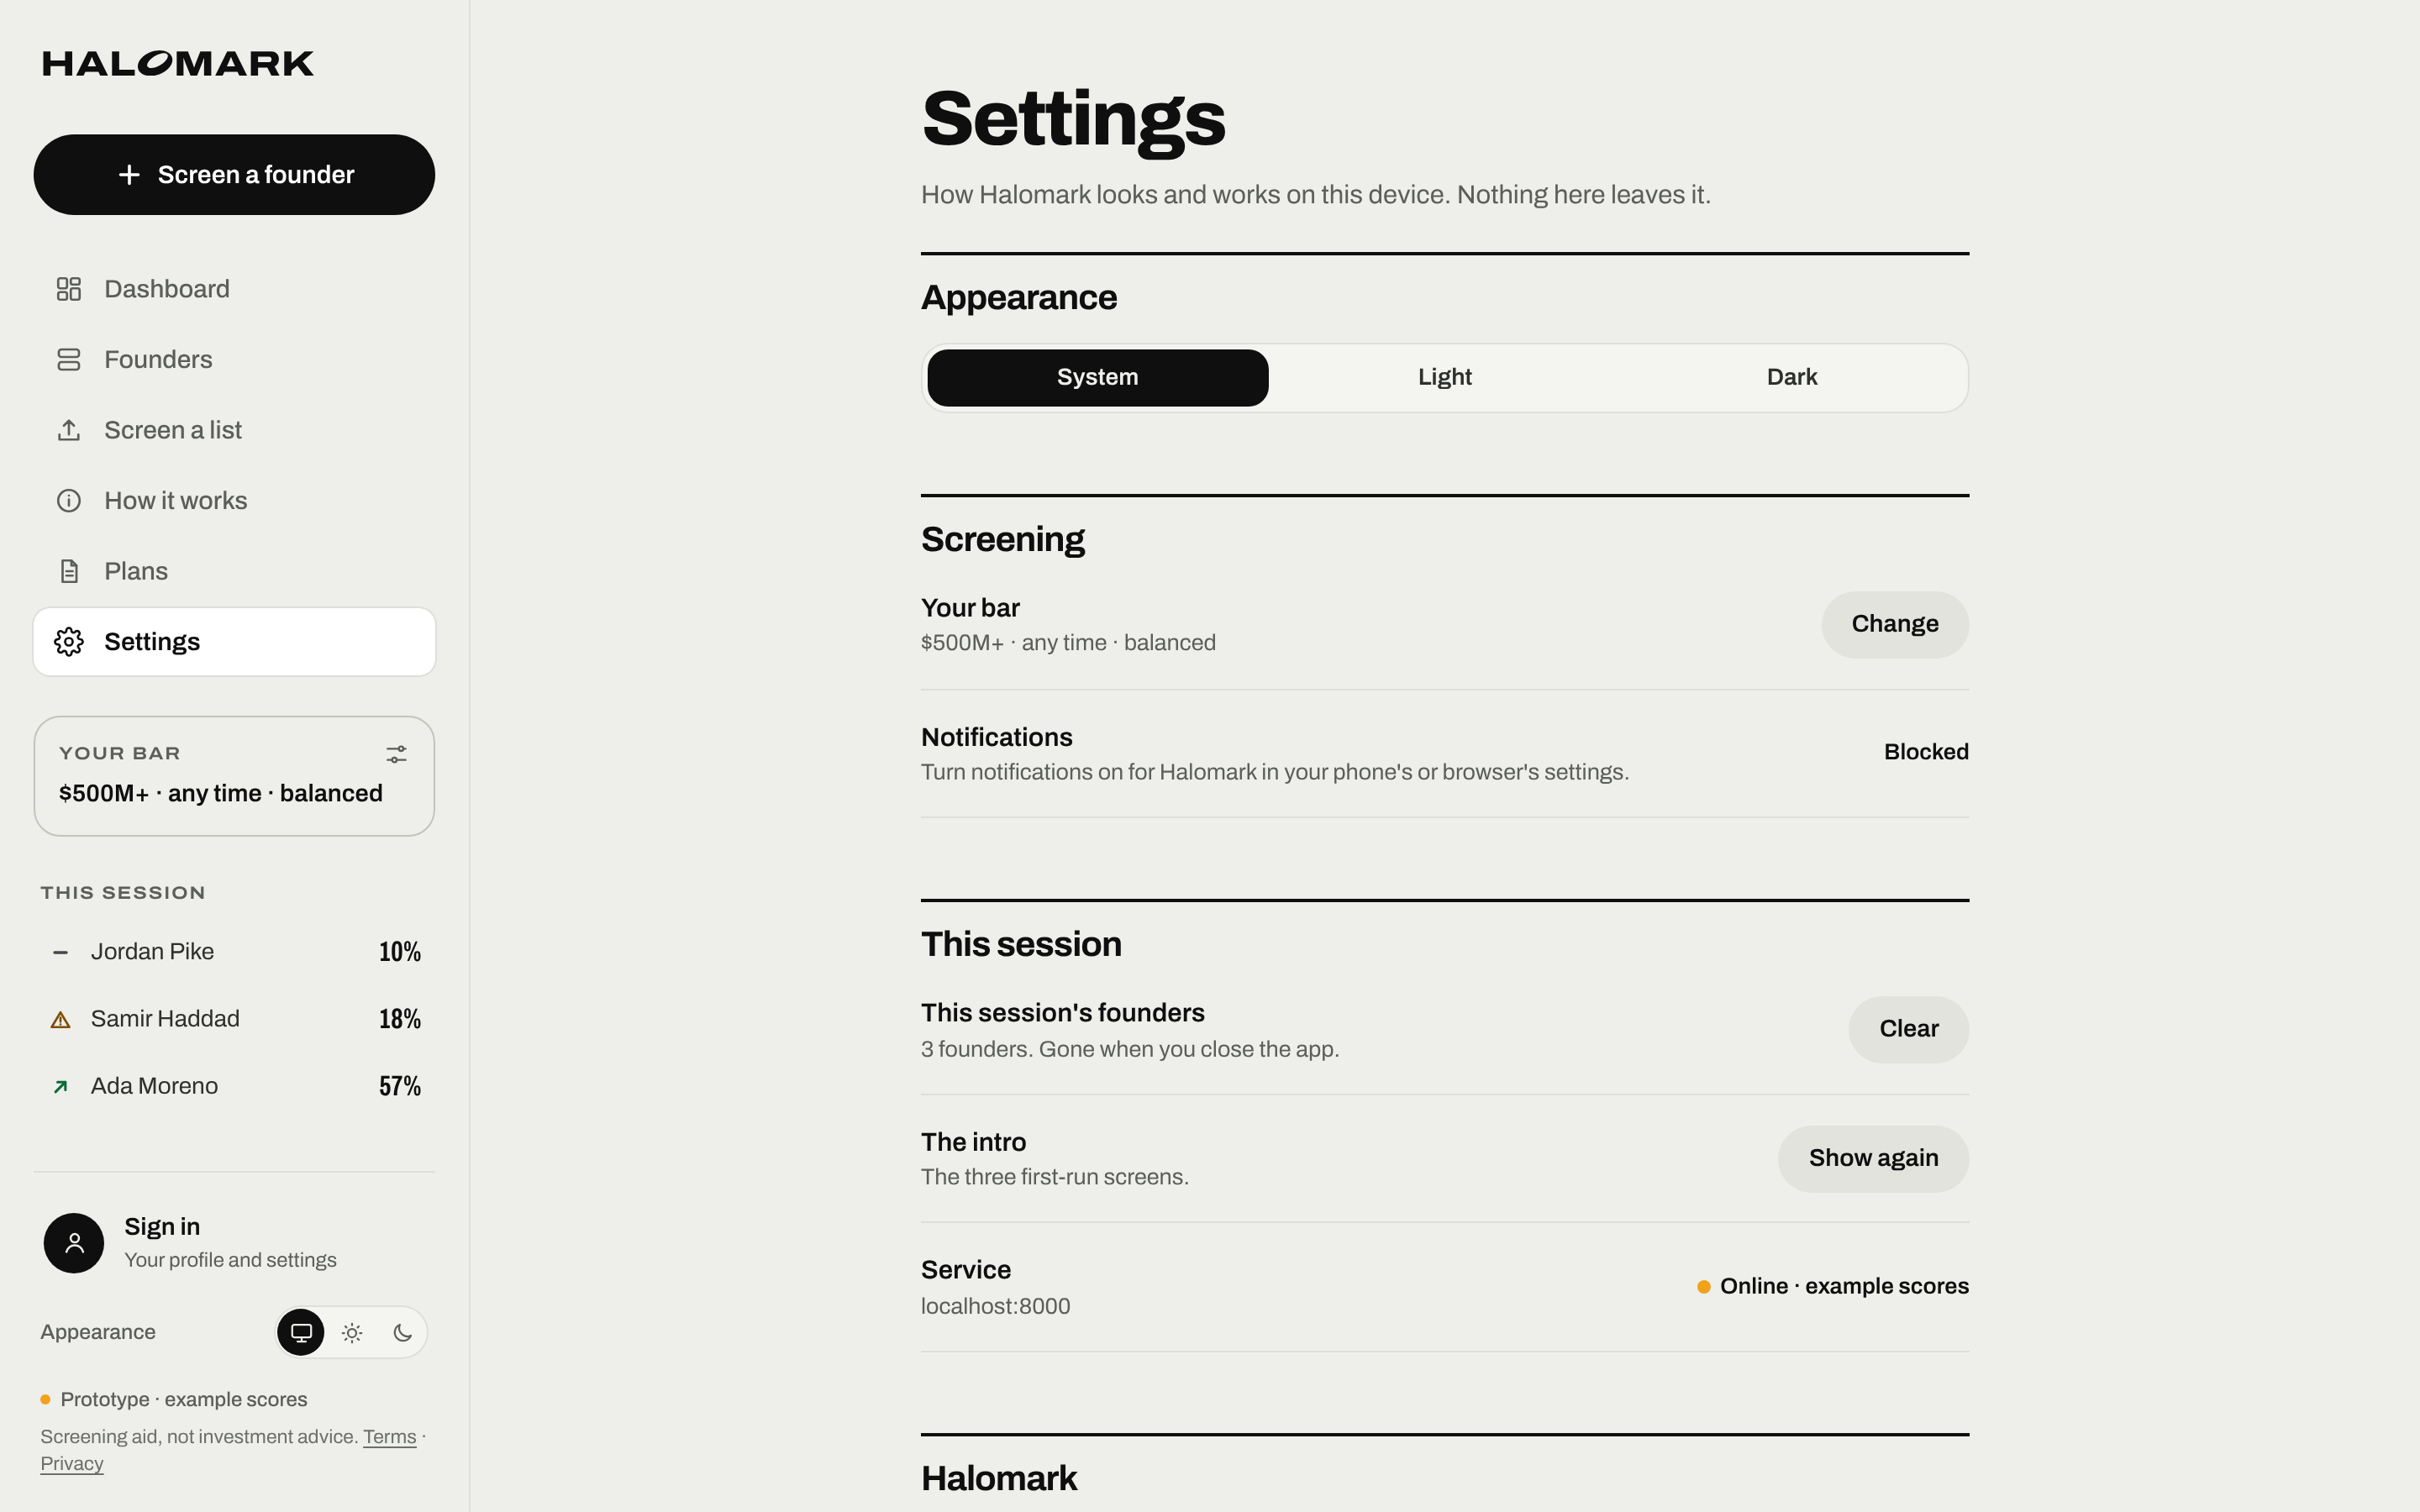 HALOMARK
Screen a founder
Dashboard
Founders
Screen a list
How it works
Plans
Settings
YOUR BAR
$500M+ · any time · balanced
THIS SESSION
Jordan Pike 10%
Samir Haddad 18%
Ada Moreno 57%
Sign in
Your profile and settings
Appearance
Prototype · example scores
Screening aid, not investment advice. Terms ·
Privacy
Settings
How Halomark looks and works on this device. Nothing here leaves it.
Appearance
System Light Dark
Screening
Your bar
$500M+ · any time · balanced
Change
Notifications
Turn notifications on for Halomark in your phone's or browser's settings.
Blocked
This session
This session's founders
3 founders. Gone when you close the app.
Clear
The intro
The three first-run screens.
Show again
Service
localhost:8000
Online · example scores
Halomark